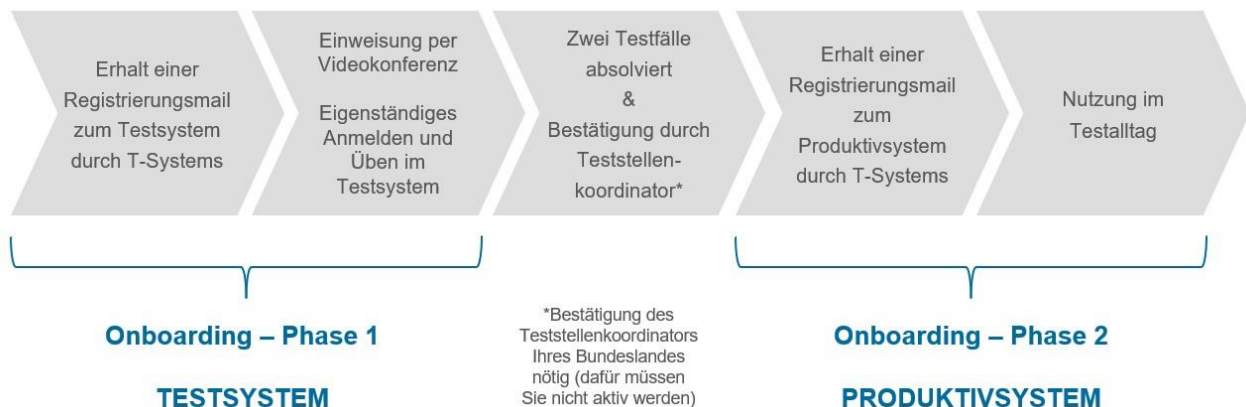 Erhalt einer
Registrierungsmail
zum Testsystem
durch T-Systems
Einweisung per
Videokonferenz
Eigenständiges
Anmelden und
Üben im
Testsystem
Zwei Testfälle
absolviert
&
Bestätigung durch
Teststellen-
koordinator*
Erhalt einer
Registrierungsmail
zum
Produktivsystem
durch T-Systems
Nutzung im
Testalltag
Onboarding – Phase 1
TESTSYSTEM
*Bestätigung des
Teststellenkoordinators
Ihres Bundeslandes
nötig (dafür müssen
Sie nicht aktiv werden)
Onboarding – Phase 2
PRODUKTIVSYSTEM